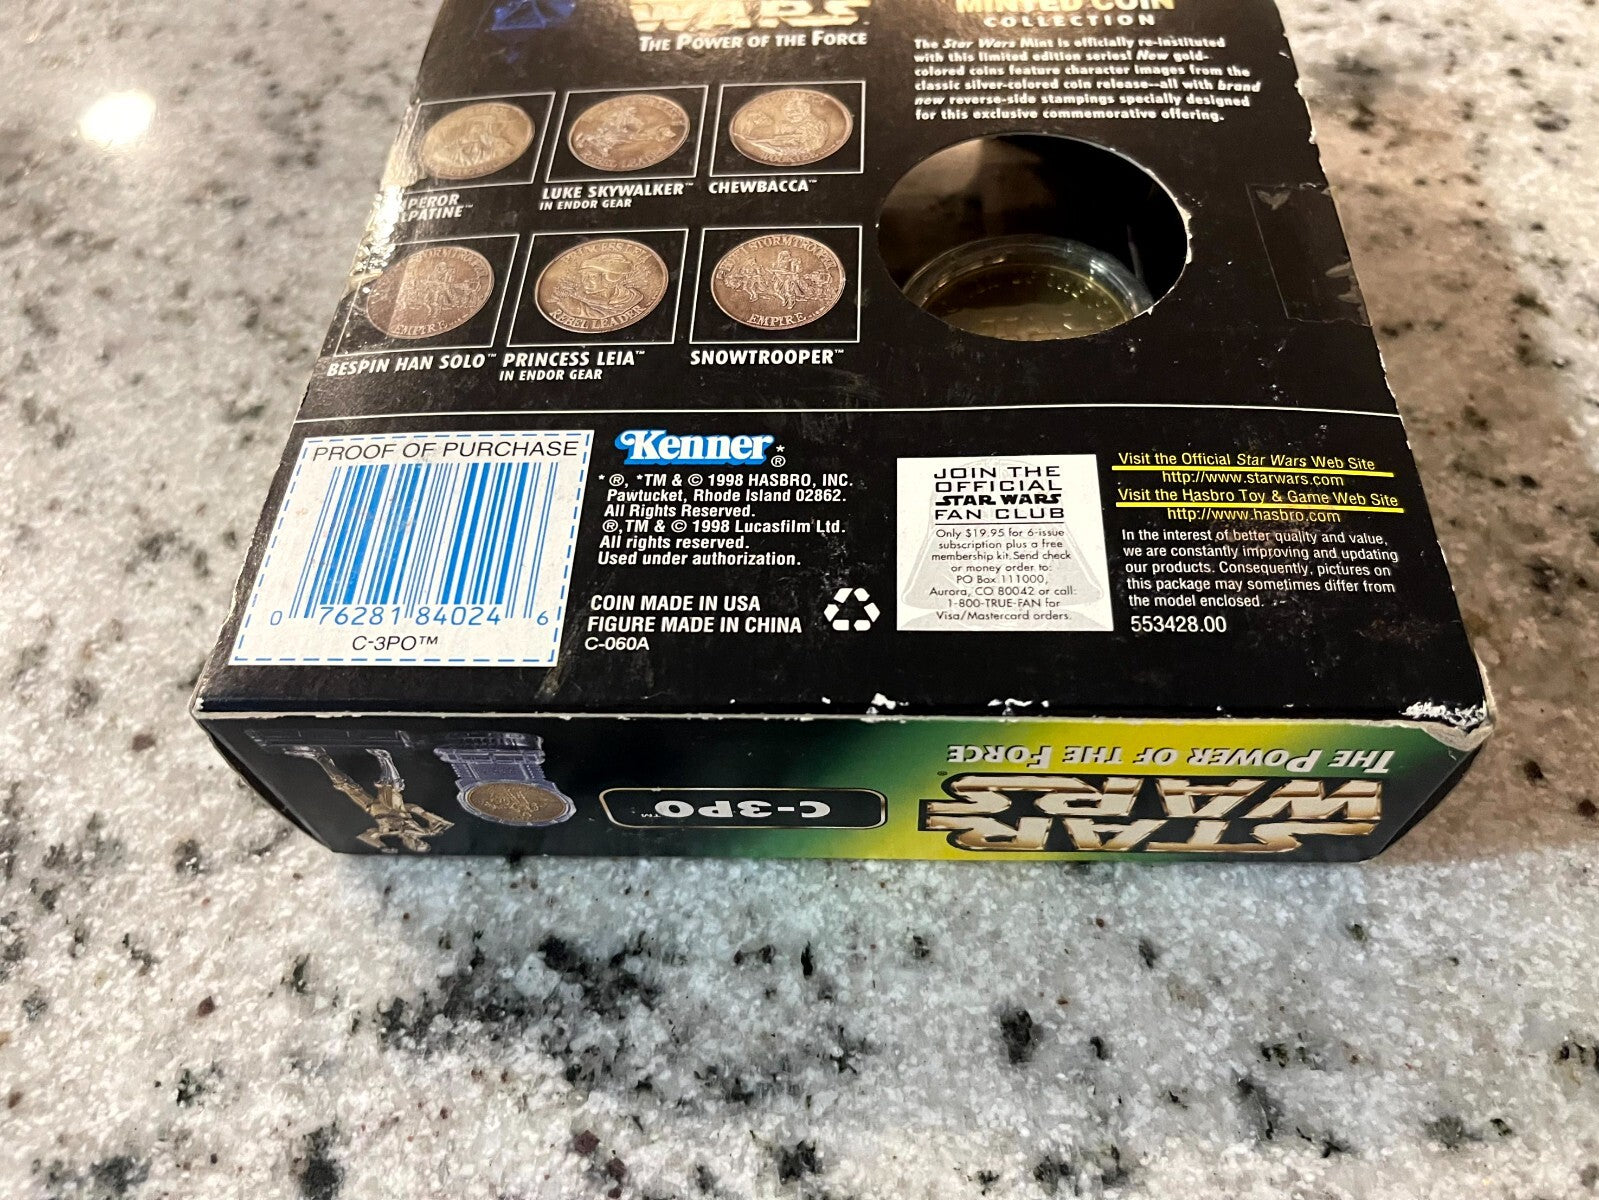 WARS
THE POWER OF THE FORCE
MINTED COIN
COLLECTION
The Star Wars Mint is officially re-instituted
with this limited edition series! New gold-
colored coins feature character images from the
classic silver-colored coin release—all with brand
new reverse-side stampings specially designed
for this exclusive commemorative offering.
LUKE SKYWALKER™
IN ENDOR GEAR
CHEWBACCA™
PRINCESS LEI
REBEL LEADER
STORMTROOPER
EMPIRE
EMPIRE
BESPIN HAN SOLO™
PRINCESS LEIA™
IN ENDOR GEAR
SNOWTROOPER™
PROOF OF PURCHASE
0 76281 84024 6
C-3PO™
Kenner*®
*®, *TM & © 1998 HASBRO, INC.
Pawtucket, Rhode Island 02862.
All Rights Reserved.
®,TM & © 1998 Lucasfilm Ltd.
All rights reserved.
Used under authorization.
COIN MADE IN USA
FIGURE MADE IN CHINA
C-060A
JOIN THE
OFFICIAL
STAR WARS
FAN CLUB
Only $19.95 for 6-issue
subscription plus a free
membership kit. Send check
or money order to:
PO Box 111000,
Aurora, CO 80042 or call:
1-800-TRUE-FAN for
Visa/Mastercard orders.
Visit the Official Star Wars Web Site
http://www.starwars.com
Visit the Hasbro Toy & Game Web Site
http://www.hasbro.com
In the interest of better quality and value,
we are constantly improving and updating
our products. Consequently, pictures on
this package may sometimes differ from
the model enclosed.
553428.00
STAR
WARS
THE POWER OF THE FORCE
C-3PO™